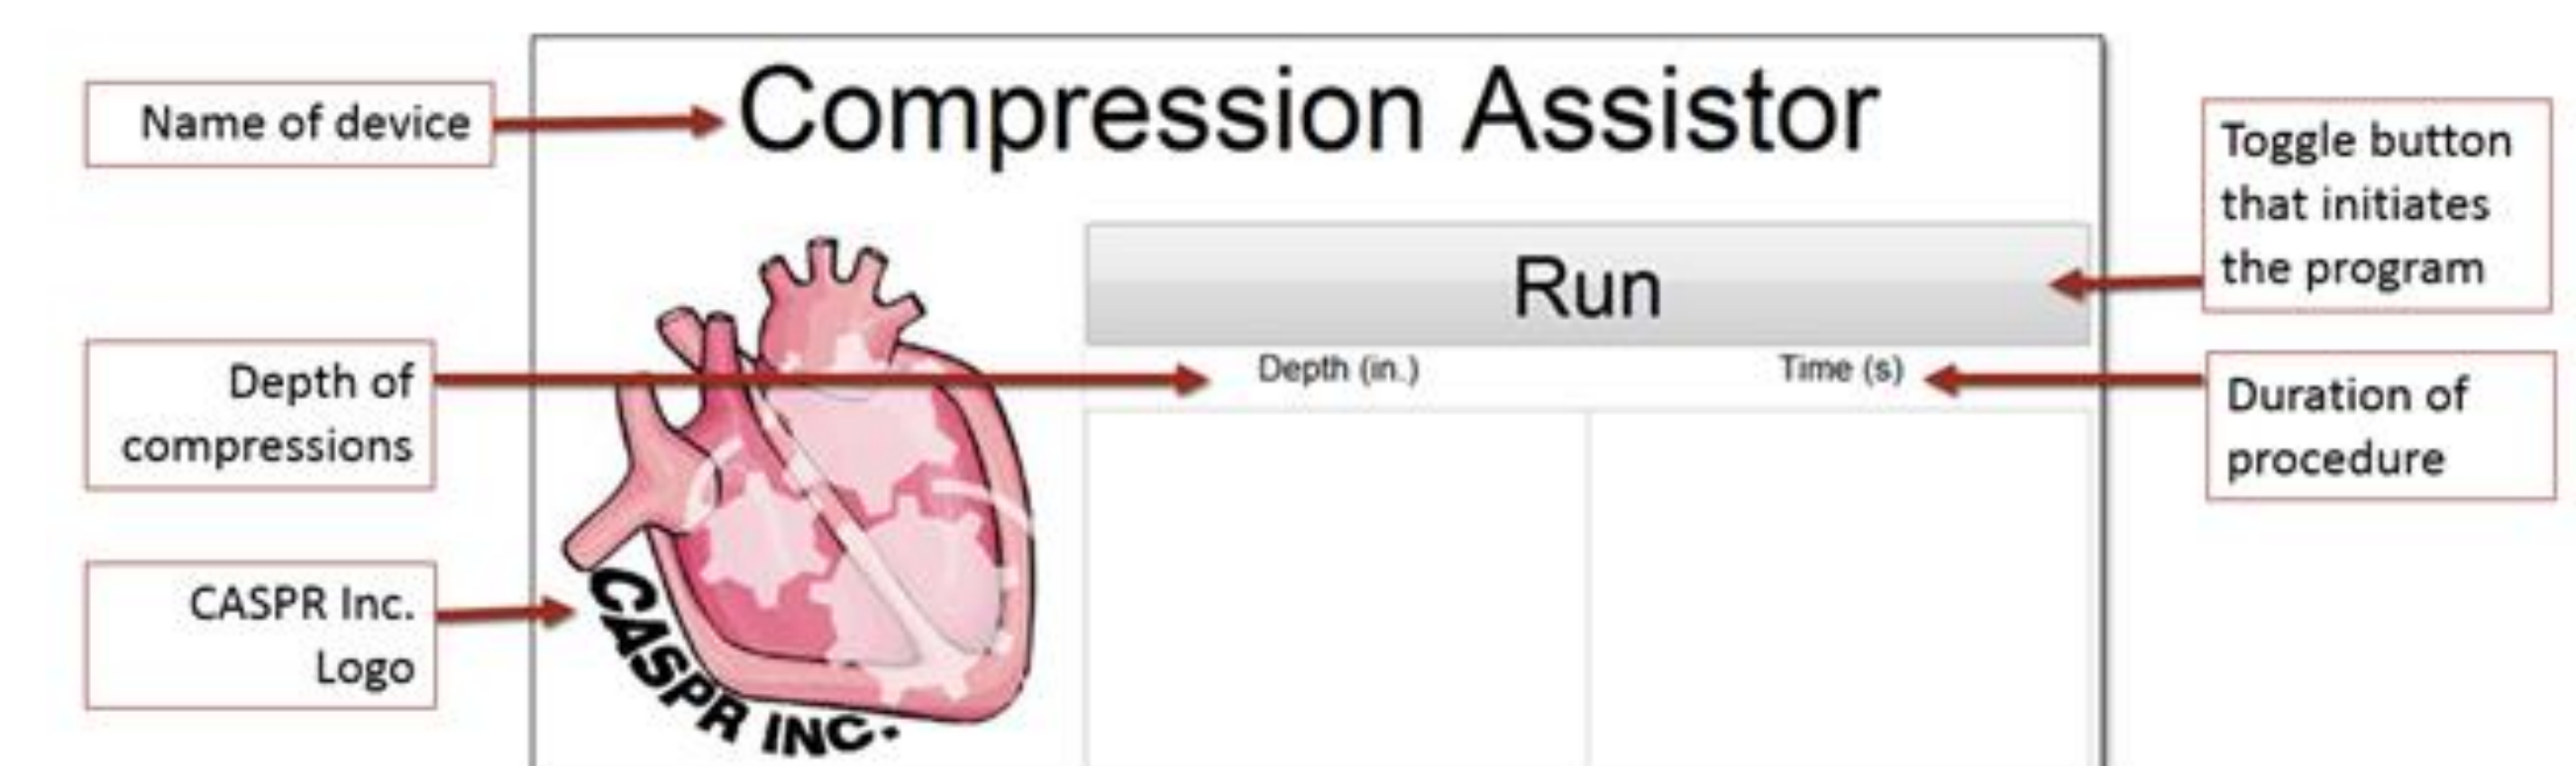 Compression Assistor
Name of device
Toggle button
that initiates
the program
Run
Depth of
compressions
Depth (in.)
Time (s)
Duration of
procedure
CASPR Inc.
Logo
CASPR INC.